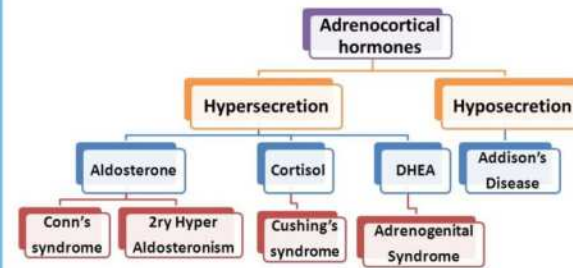 Adrenocortical
hormones
Hypersecretion
Hyposecretion
Aldosterone
Cortisol
DHEA
Addison's
Disease
Conn's
syndrome
2ry Hyper
Aldosteronism
Cushing's
syndrome
Adrenogenital
Syndrome